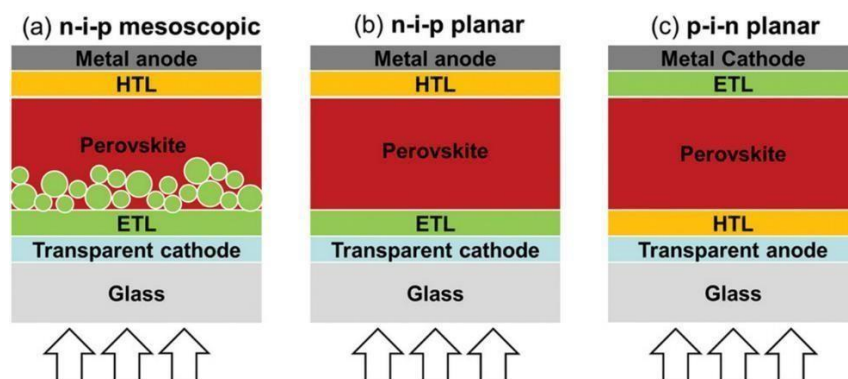 (a) n-i-p mesoscopic
Metal anode
HTL
Perovskite
ETL
Transparent cathode
Glass
(b) n-i-p planar
Metal anode
HTL
Perovskite
ETL
Transparent cathode
Glass
(c) p-i-n planar
Metal Cathode
ETL
Perovskite
HTL
Transparent anode
Glass